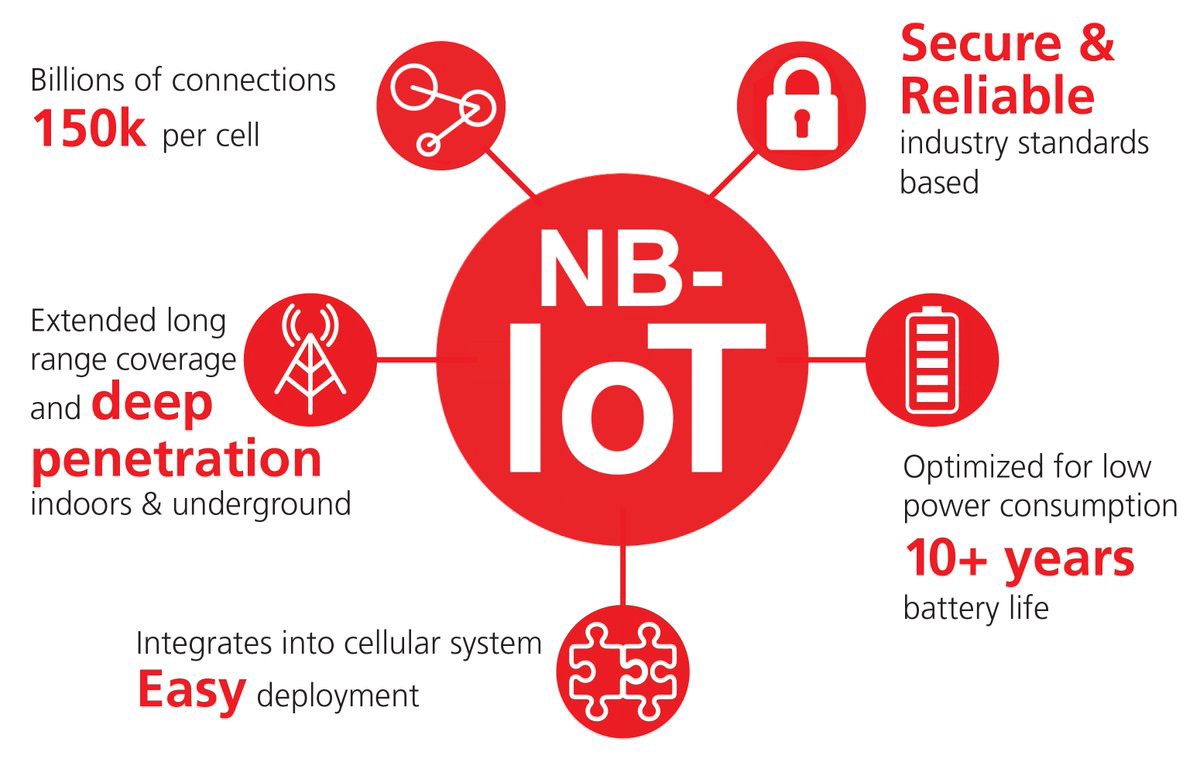 Billions of connections
150k per cell
Secure &
Reliable
industry standards
based
NB-
IoT
Extended long
range coverage
and deep
penetration
indoors & underground
Optimized for low
power consumption
10+ years
battery life
Integrates into cellular system
Easy deployment